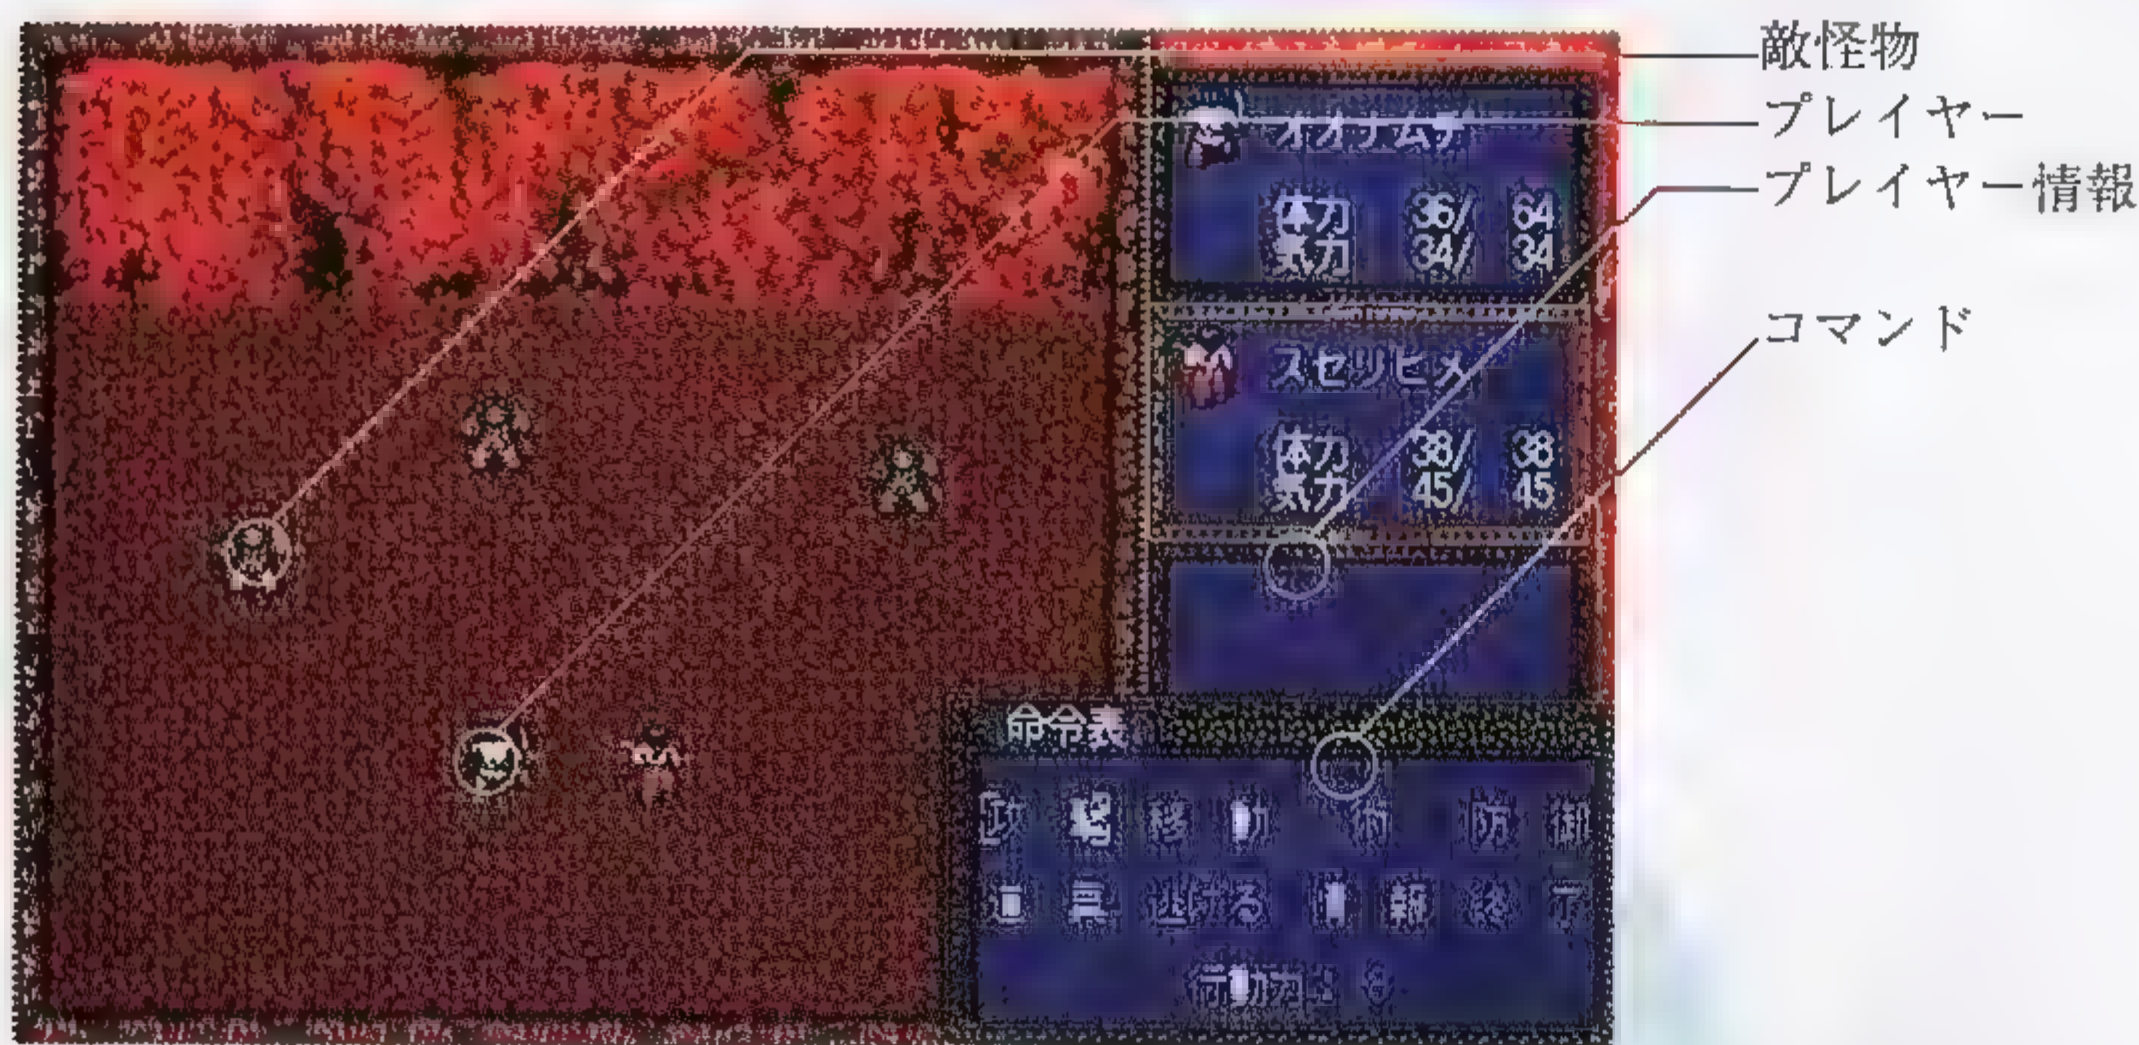 敵怪物
プレイヤー
プレイヤー情報
コマンド
オオナムチ
体力 36/ 64
気力 34/ 34
スセリヒメ
体力 38/ 38
気力 45/ 45
命令表
移動 術 防御
具 逃げる 終了
行動力